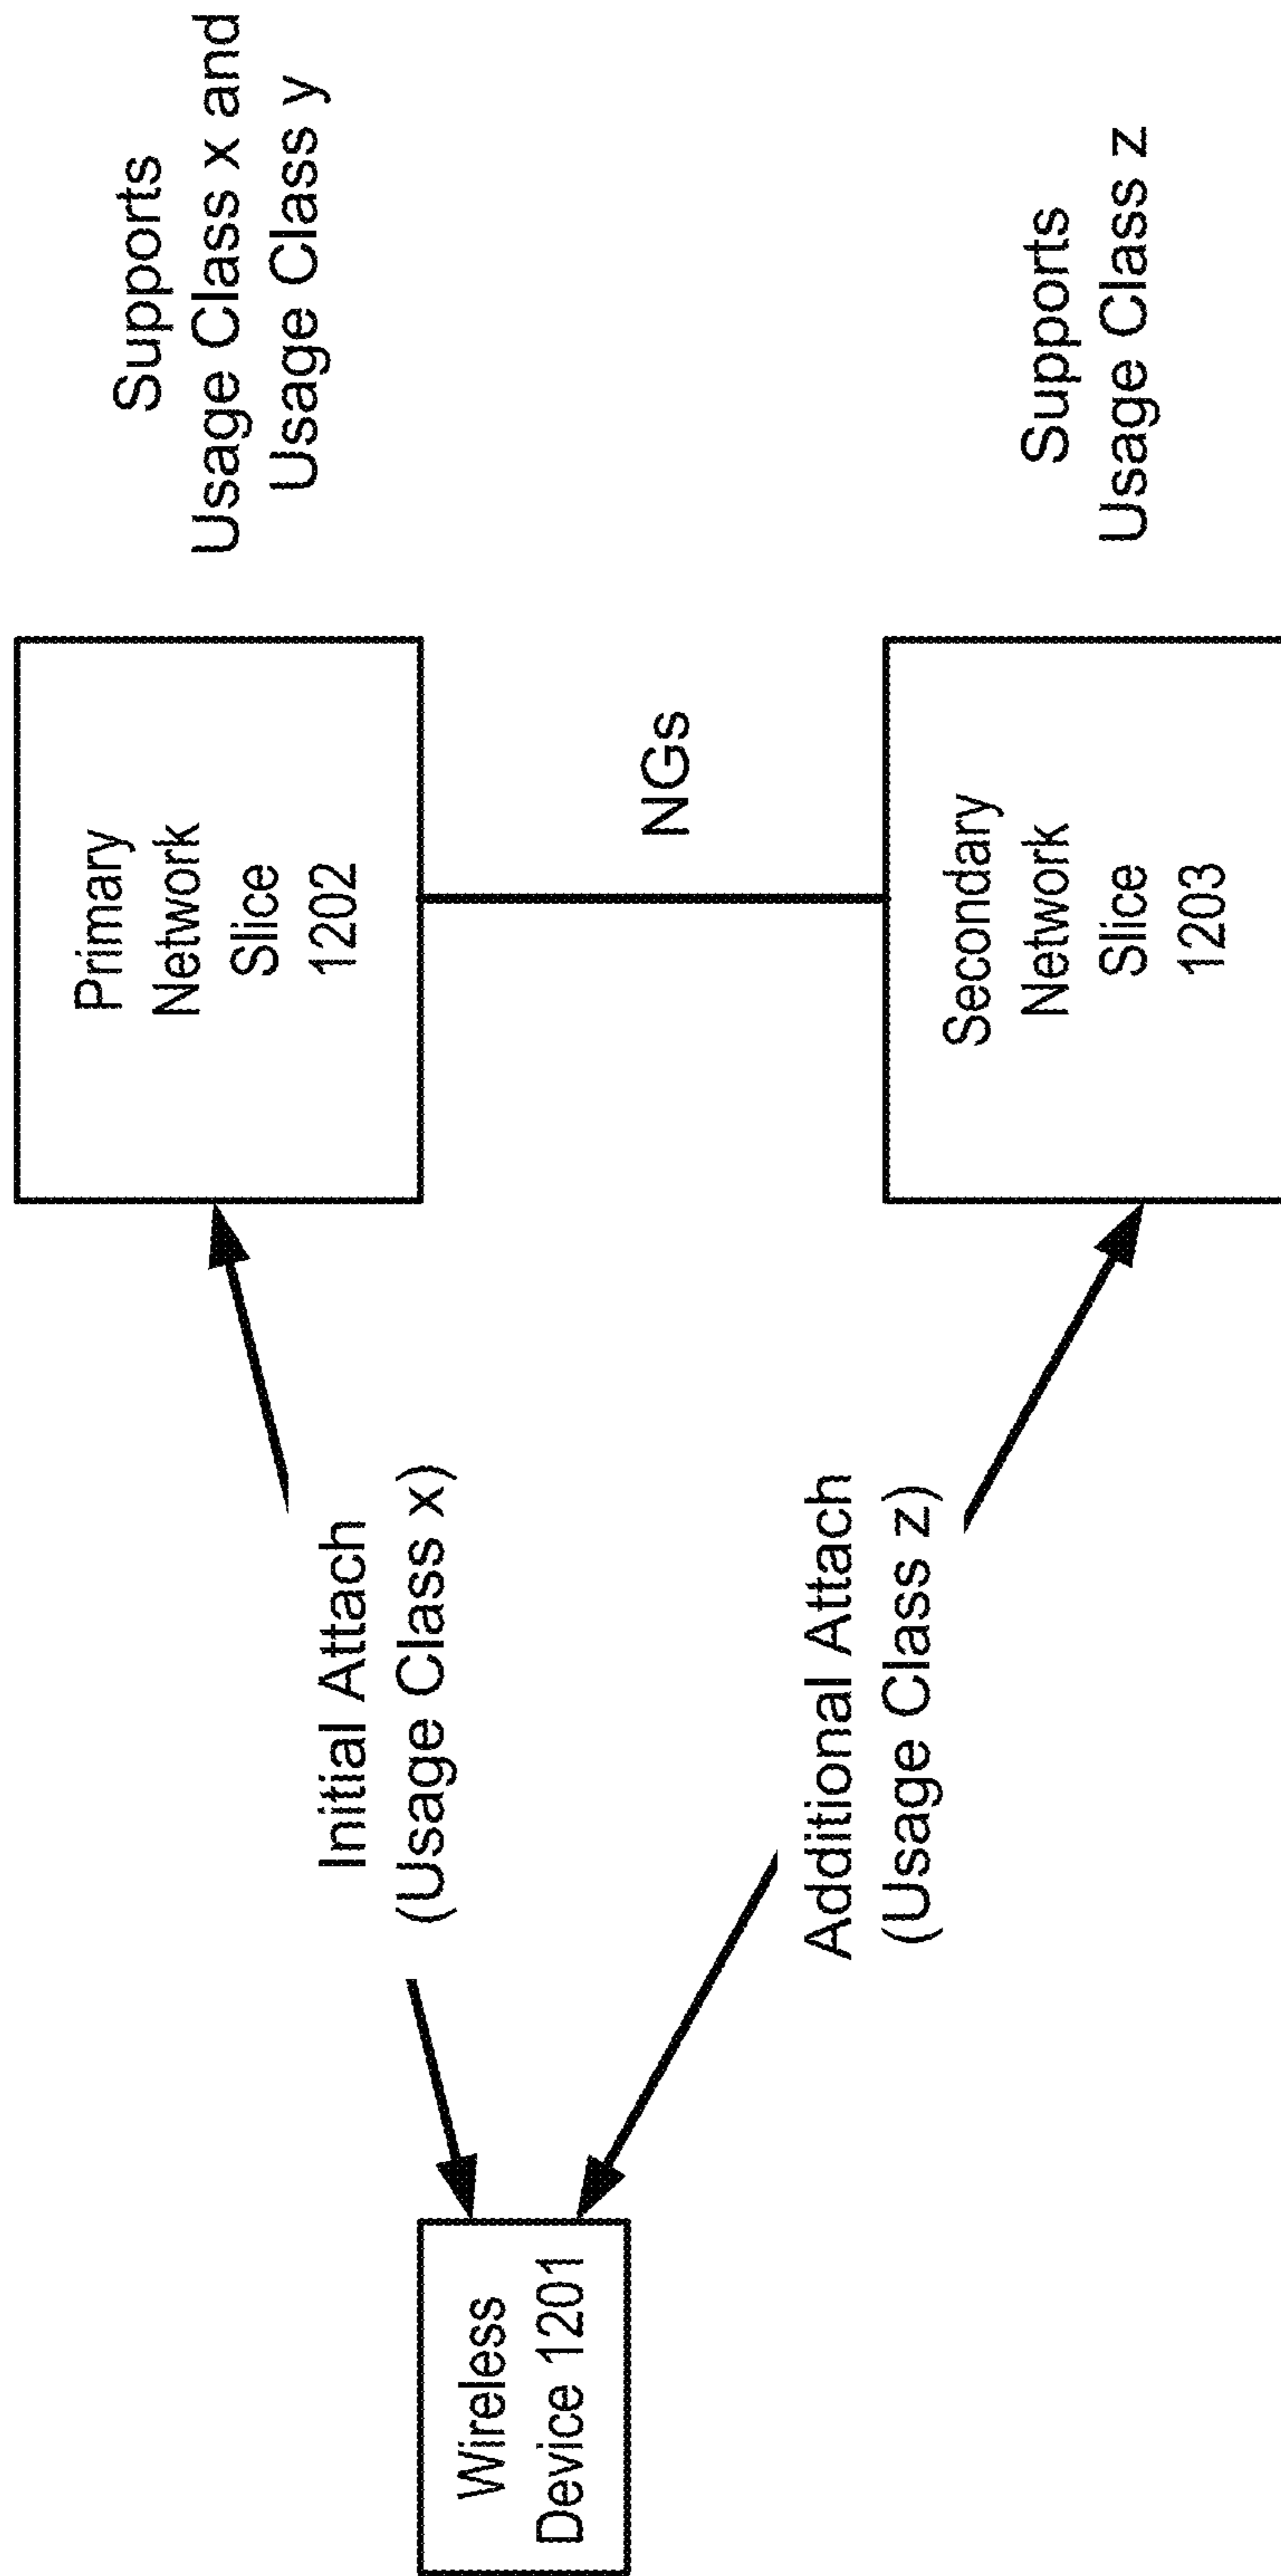 Wireless
Device 1201
Initial Attach
(Usage Class x)
Additional Attach
(Usage Class z)
Primary
Network
Slice
1202
NGs
Secondary
Network
Slice
1203
Supports
Usage Class x and
Usage Class y
Supports
Usage Class z